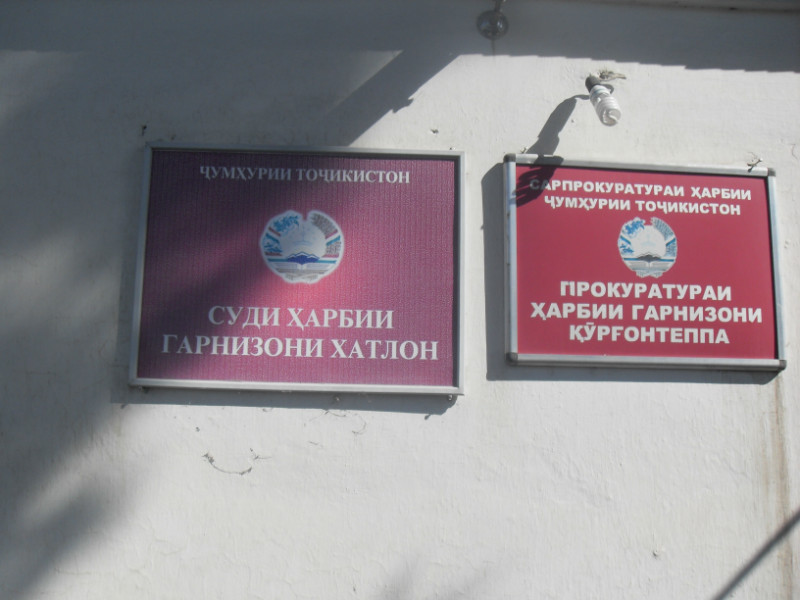 ҶУМҲУРИИ ТОҶИКИСТОН
СУДИ ҲАРБИИ
ГАРНИЗОНИ ХАТЛОН
САРПРОКУРАТУРАИ ҲАРБИИ
ҶУМҲУРИИ ТОҶИКИСТОН
ПРОКУРАТУРАИ
ҲАРБИИ ГАРНИЗОНИ
ҚӮРҒОНТЕППА